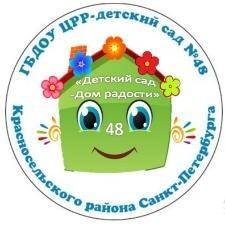 ГБДОУ ЦРР-детский сад №48
«Детский сад
-Дом радости»
48
Красносельского района Санкт-Петербурга